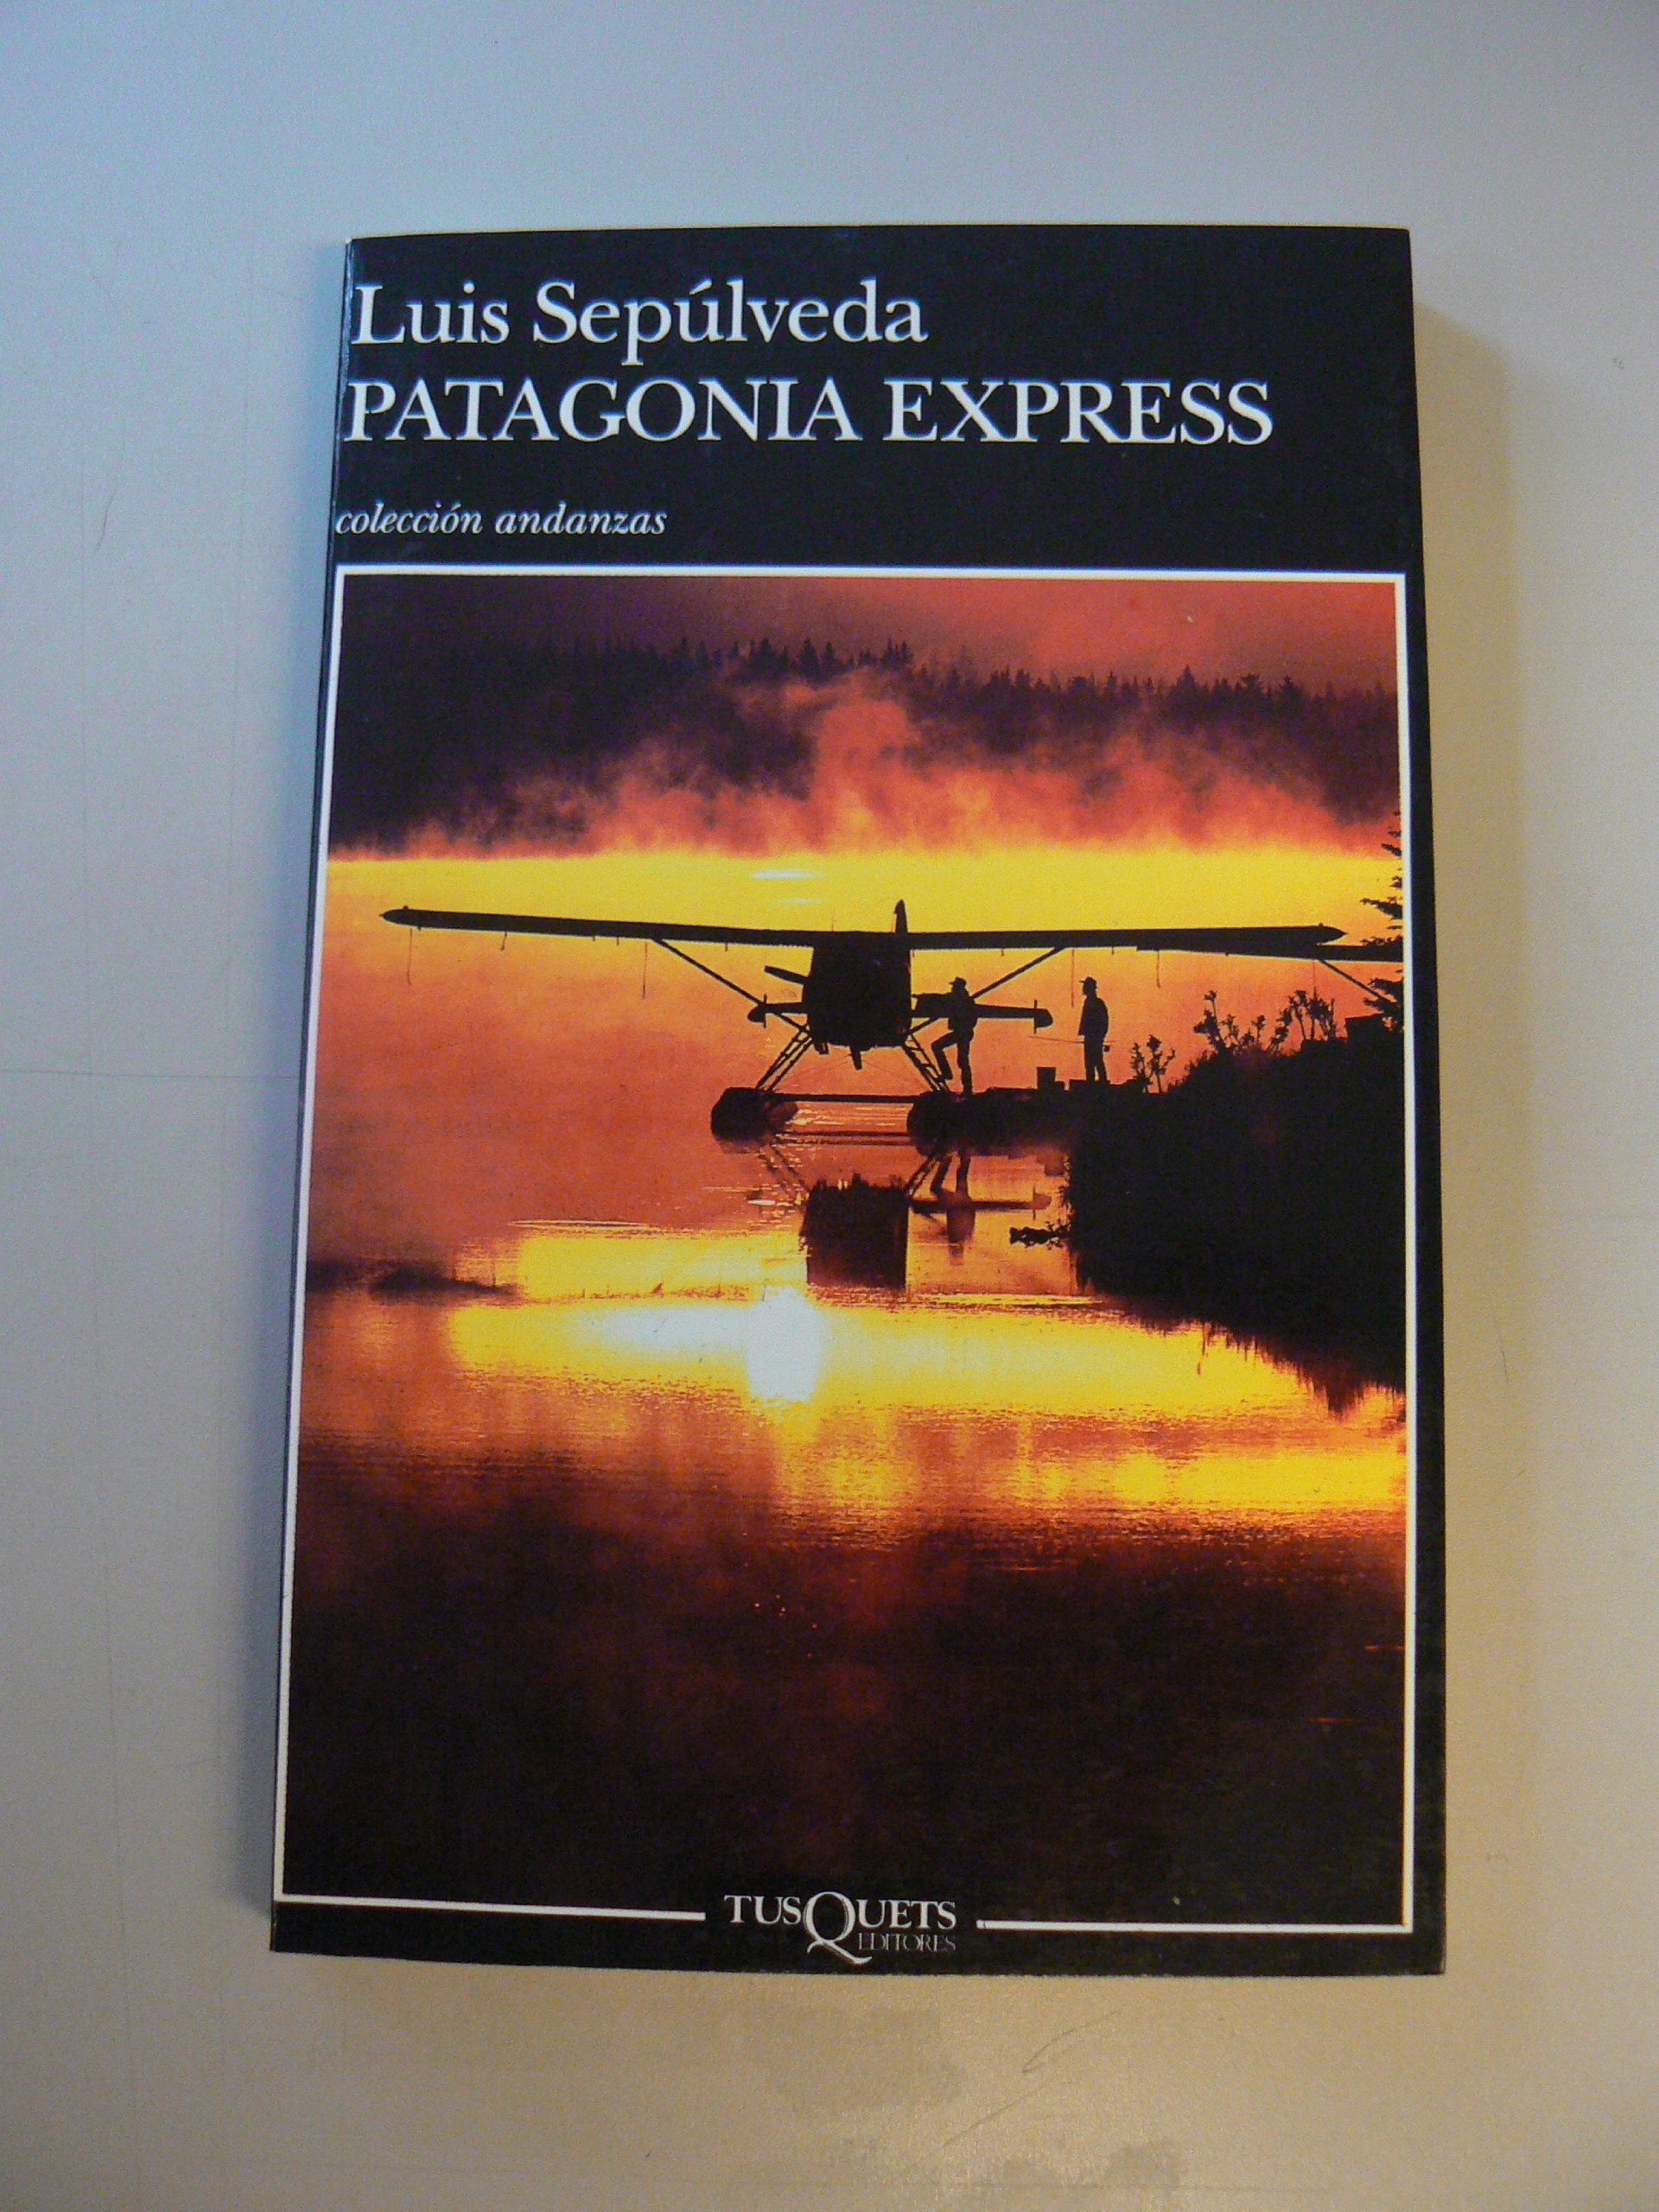 Luis Sepúlveda
PATAGONIA EXPRESS
colección andanzas
TUSQUETS
EDITORES